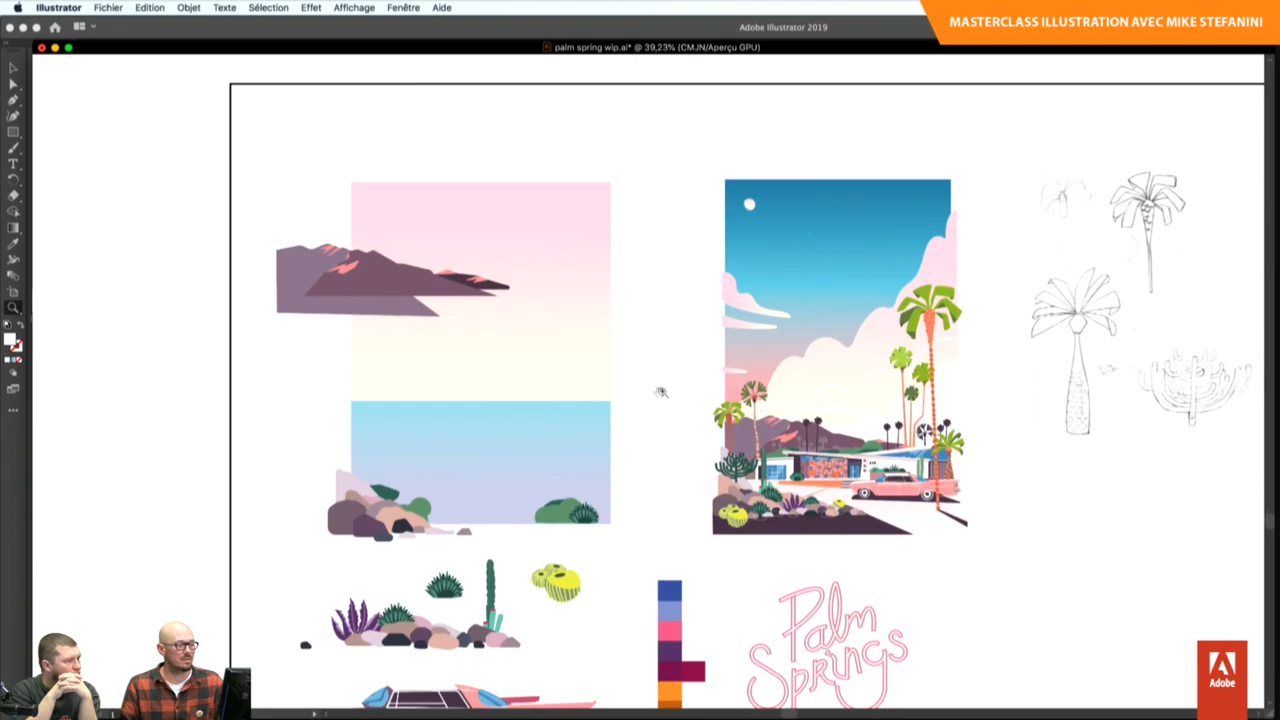 Illustrator Fichier Edition Objet Texte Sélection Effet Affichage Fenêtre Aide
MASTERCLASS ILLUSTRATION AVEC MIKE STEFANINI
Adobe Illustrator 2019
palm spring wip.ai* @ 39,23% (CMJN/Aperçu GPU)
Palm
Springs
Adobe
1